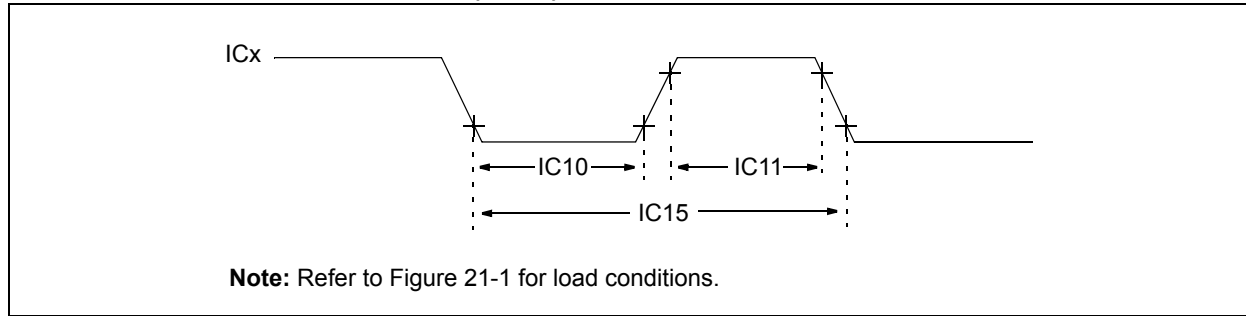 ICx
IC10
IC11
IC15
Note: Refer to Figure 21-1 for load conditions.